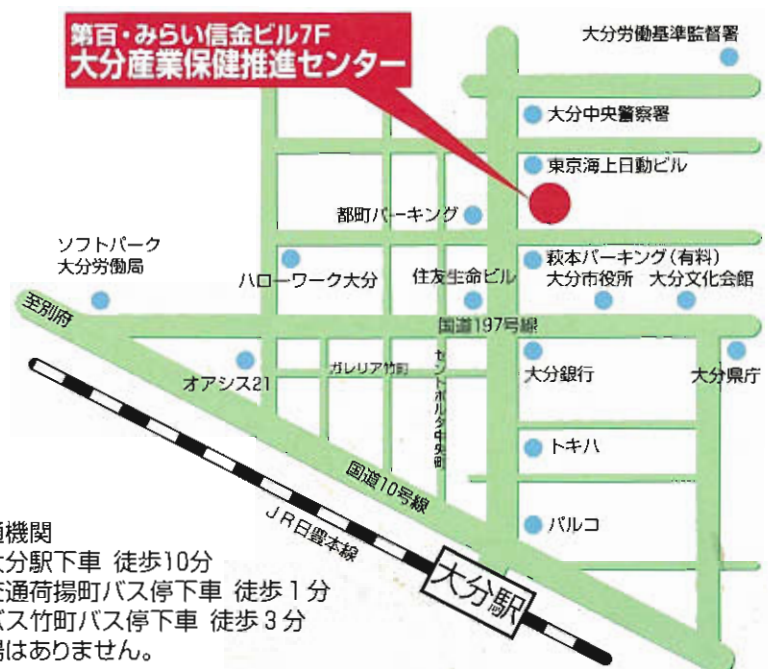 第百・みらい信金ビル7F
大分産業保健推進センター
大分労働基準監督署
大分中央警察署
東京海上日動ビル
都町パーキング
ソフトパーク
大分労働局
ハローワーク大分
住友生命ビル
萩本パーキング(有料)
大分市役所 大分文化会館
至別府
国道197号線
オアシス21
ガレリア竹町
セントポルタ中央町
大分銀行
大分県庁
トキハ
国道10号線
JR日豊本線
パルコ
大分駅
通機関
大分駅下車 徒歩10分
交通荷揚町バス停下車 徒歩1分
バス竹町バス停下車 徒歩3分
場はありません。